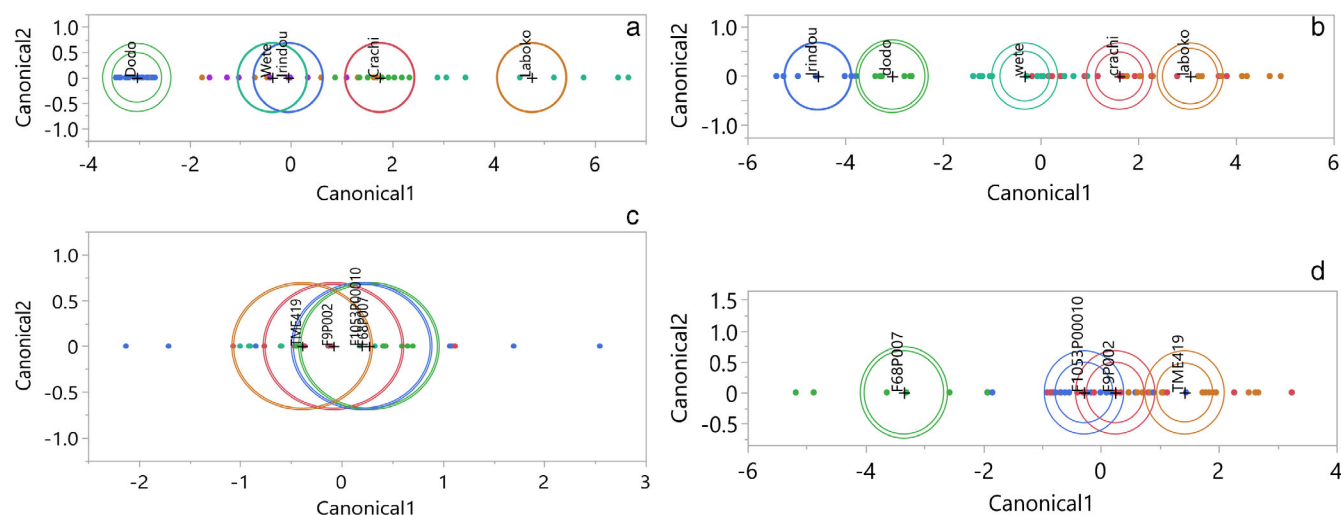 a
Canonical2
1.0
0.5
0
-0.5
-1.0
Dodo
Wete
Irindou
Crachi
Laboko
-4
-2
0
2
4
6
Canonical1
b
Canonical2
1.0
0.5
0
-1.0
Irindou
dodo
wete
crachi
laboko
-6
-4
-2
0
2
4
6
Canonical1
c
Canonical2
1.0
0.5
0
-0.5
-1.0
TME419
F9P002
F1053P00010
F68P007
-2
-1
0
1
2
3
Canonical1
d
Canonical2
1.5
1.0
0.5
0
-0.5
F68P007
F1053P00010
F9P002
TME419
-6
-4
-2
0
2
4
Canonical1